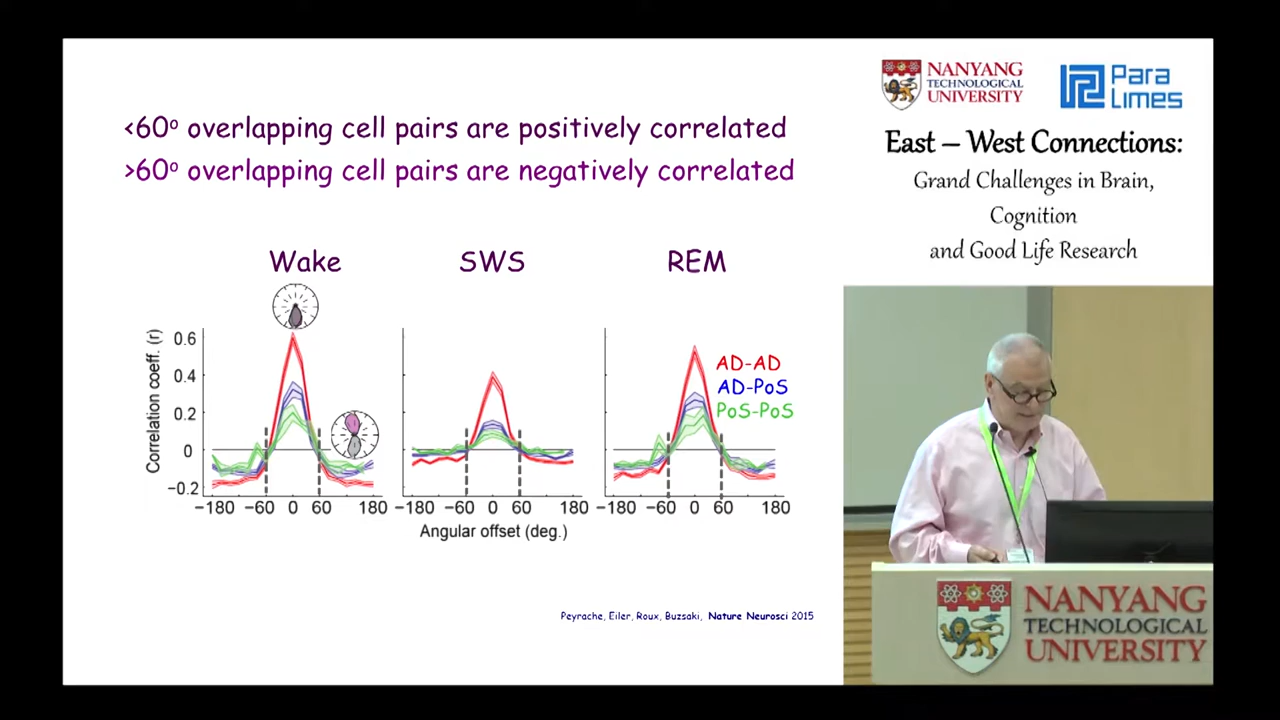 <60º overlapping cell pairs are positively correlated
>60º overlapping cell pairs are negatively correlated
Wake
SWS
REM
Correlation coeff. (r)
0.6
0.4
0.2
0
−0.2
AD-AD
AD-PoS
PoS-PoS
−180 −60 0 60 180
−180 −60 0 60 180
−180 −60 0 60 180
Angular offset (deg.)
Peyrache, Eiler, Roux, Buzsaki, Nature Neurosci 2015
NANYANG
TECHNOLOGICAL
UNIVERSITY
Para
Limes
East – West Connections:
Grand Challenges in Brain,
Cognition
and Good Life Research
NANYANG
TECHNOLOGICAL
UNIVERSITY